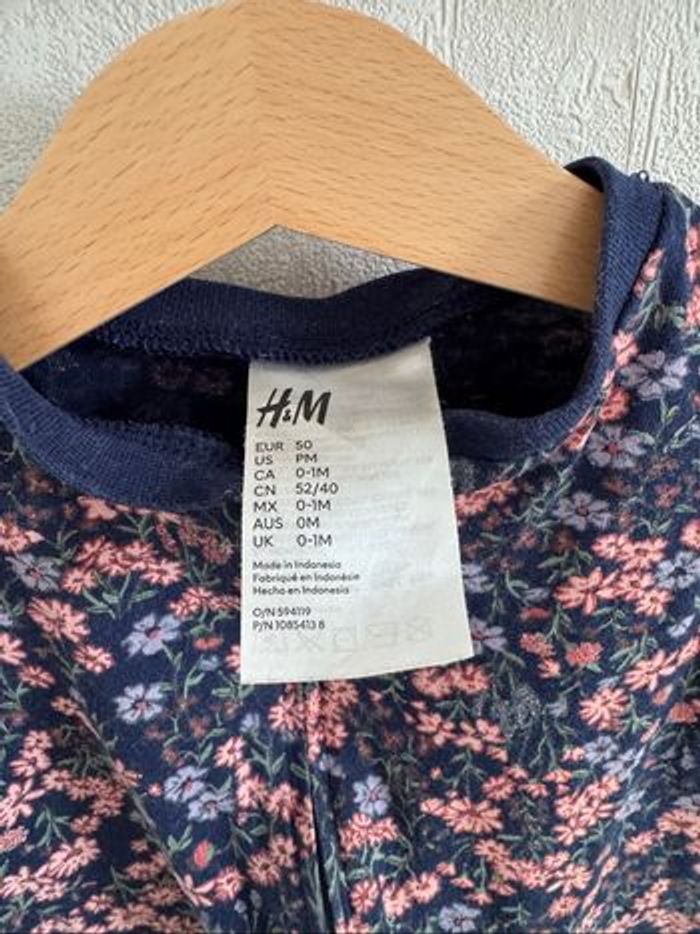 H&M
EUR 50
US PM
CA 0-1M
CN 52/40
MX 0-1M
AUS 0M
UK 0-1M
Made in Indonesia
Fabriqué en Indonésie
Hecho en Indonesia
O/N 594119
P/N 1085413 8